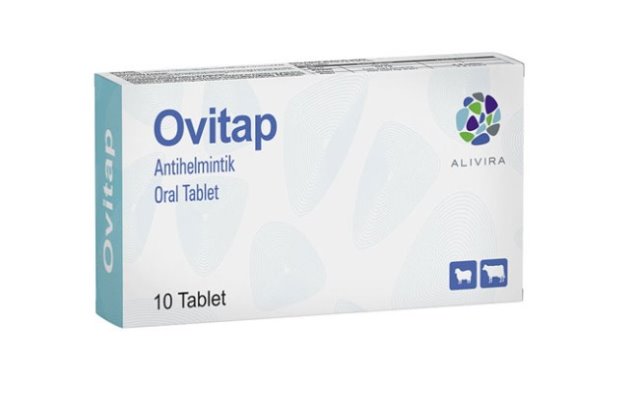 Ovitap
Antihelmintik
Oral Tablet
10 Tablet
ALIVIRA
Ovitap